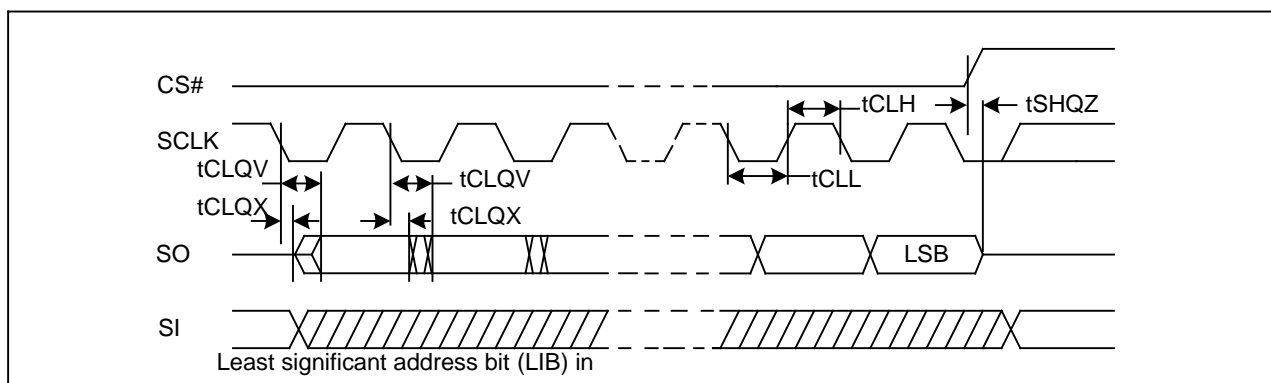 CS#
tCLH
tSHQZ
SCLK
tCLQV
tCLQV
tCLL
tCLQX
tCLQX
SO
LSB
SI
Least significant address bit (LIB) in